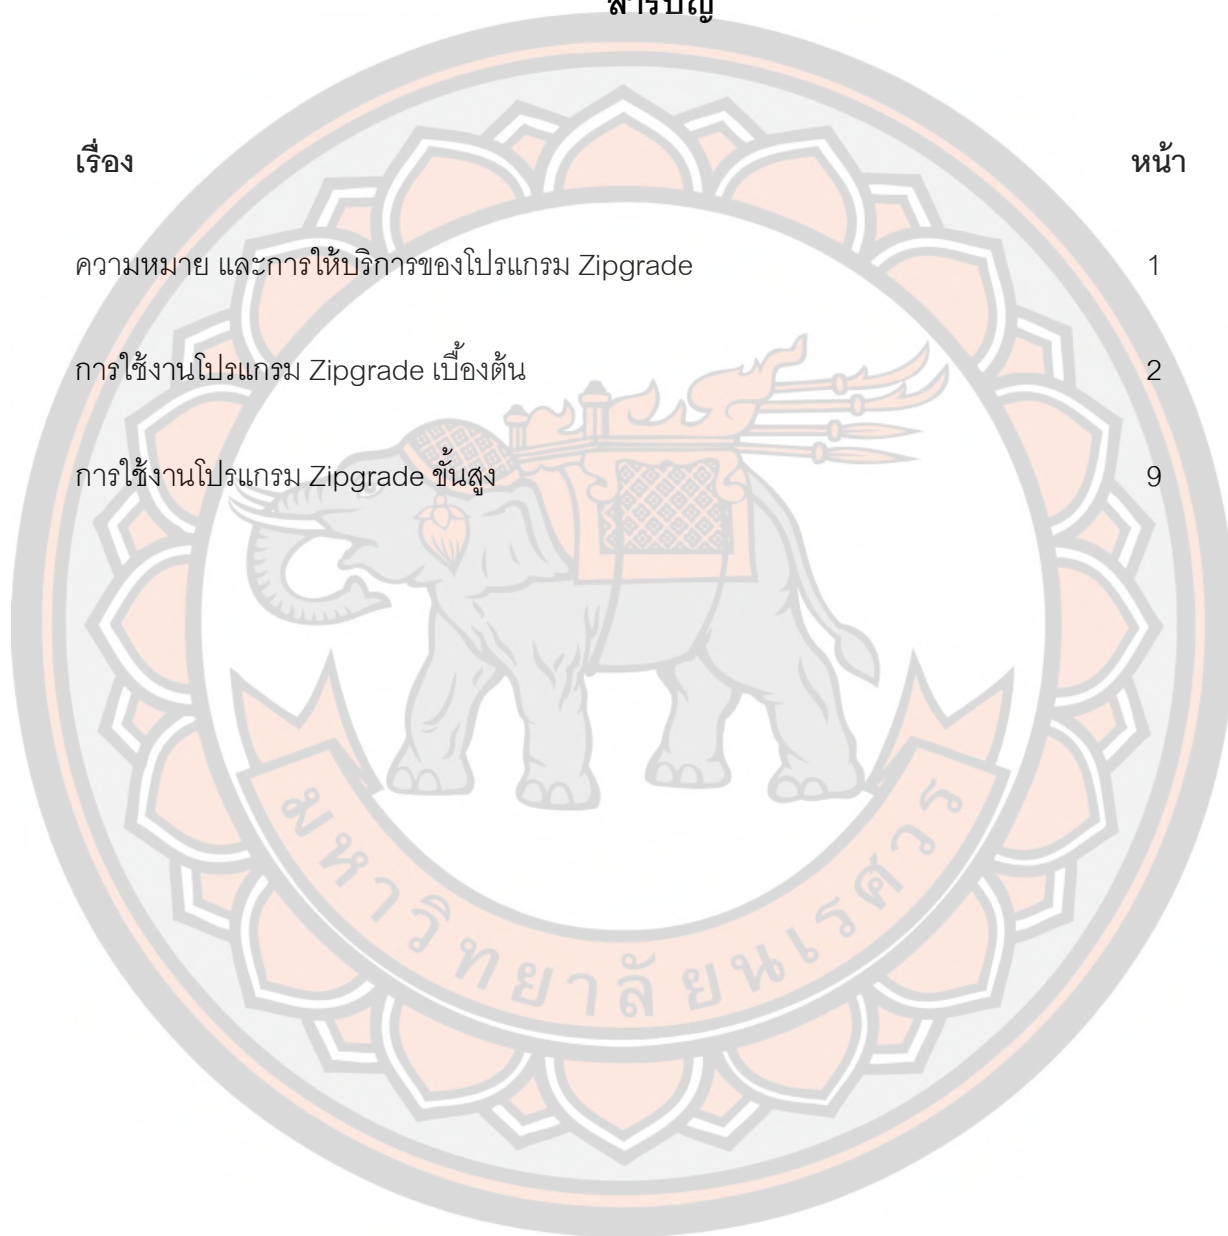 สารบัญ
เรื่อง หน้า
ความหมาย และการให้บริการของโปรแกรม Zipgrade 1
การใช้งานโปรแกรม Zipgrade เบื้องต้น 2
การใช้งานโปรแกรม Zipgrade ขั้นสูง 9
มหาวิทยาลัยนเรศวร